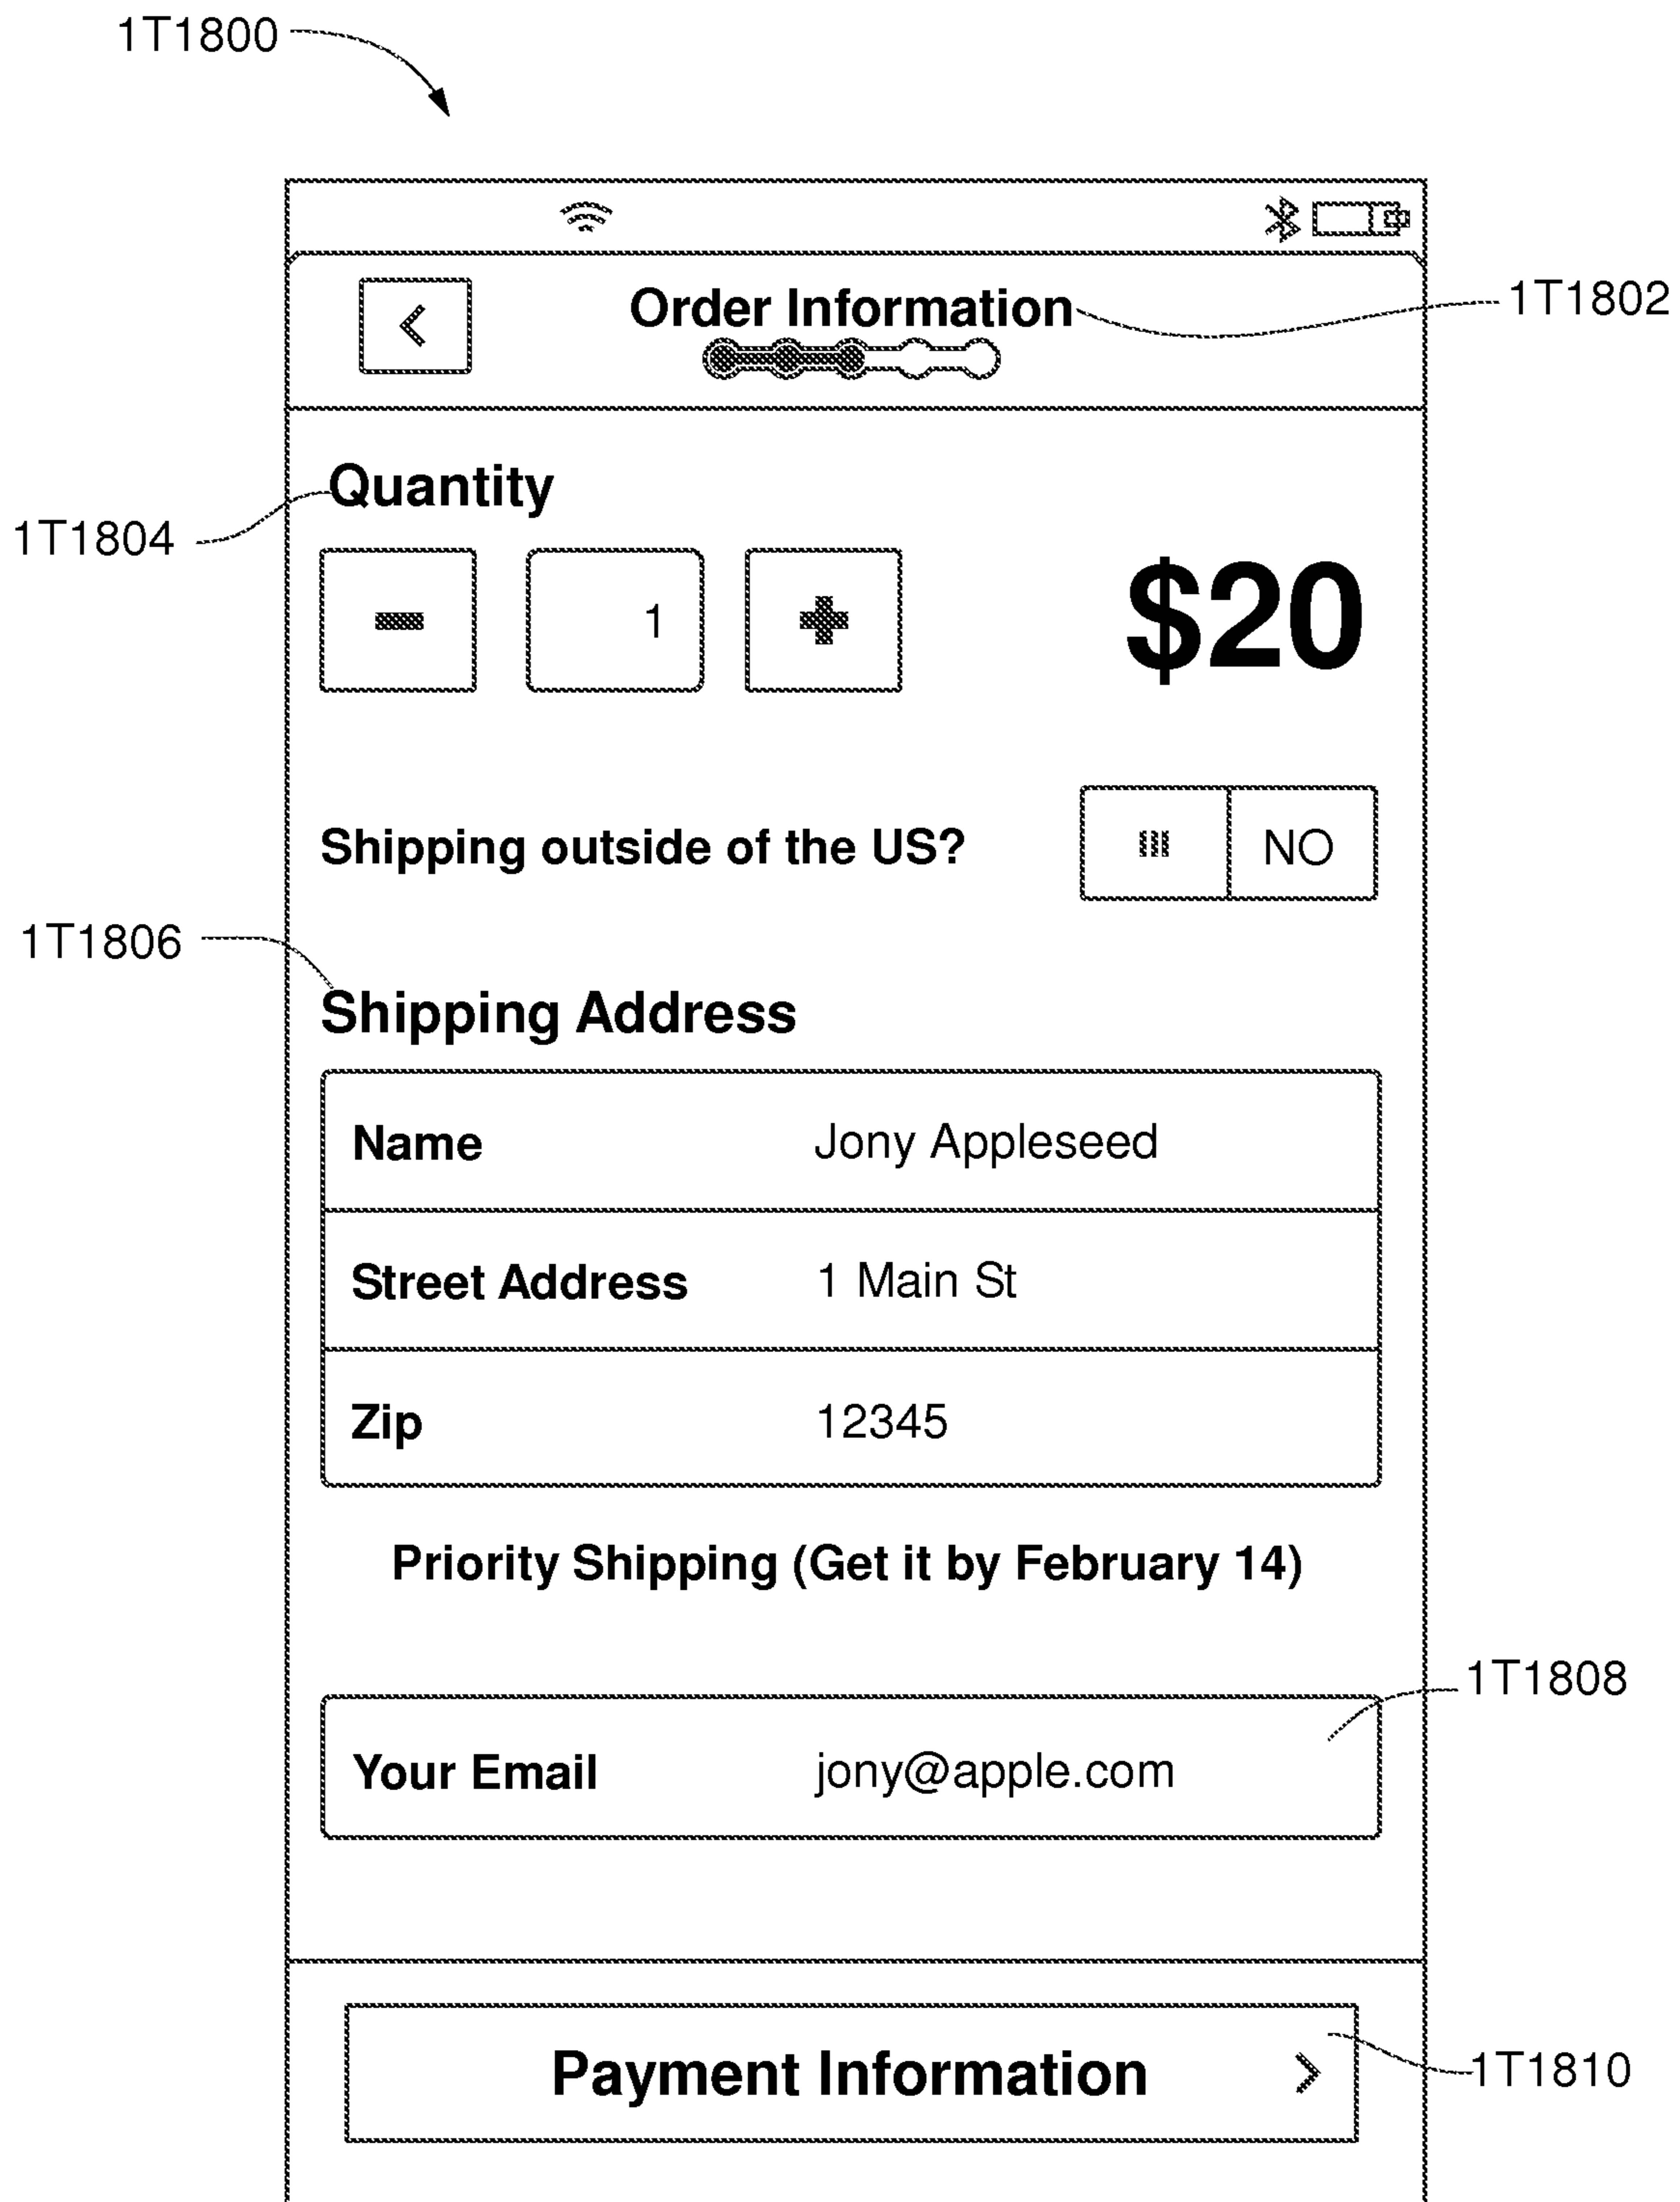 1T1800
Order Information
1T1802
Quantity
1T1804
1
$20
Shipping outside of the US?
NO
1T1806
Shipping Address
Name Jony Appleseed
Street Address 1 Main St
Zip 12345
Priority Shipping (Get it by February 14)
1T1808
Your Email jony@apple.com
Payment Information
1T1810